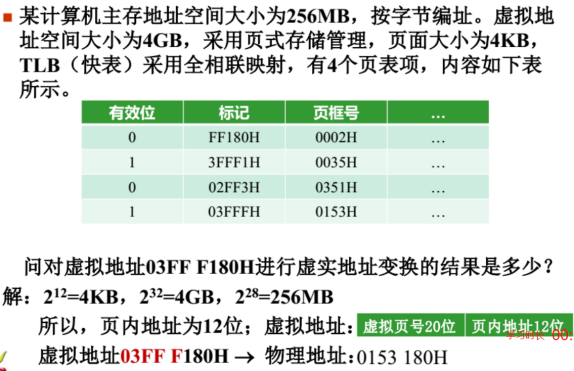 某计算机主存地址空间大小为256MB，按字节编址。虚拟地
址空间大小为4GB，采用页式存储管理，页面大小为4KB，
TLB（快表）采用全相联映射，有4个页表项，内容如下表
所示。
有效位 标记 页框号 …
0 FF180H 0002H …
1 3FFF1H 0035H …
0 02FF3H 0351H …
1 03FFFH 0153H …
问对虚拟地址03FF F180H进行虚实地址变换的结果是多少？
解：2¹²=4KB，2³²=4GB，2²⁸=256MB
所以，页内地址为12位；虚拟地址： 虚拟页号20位 页内地址12位
学习时长 00:
虚拟地址03FF F180H → 物理地址：0153 180H